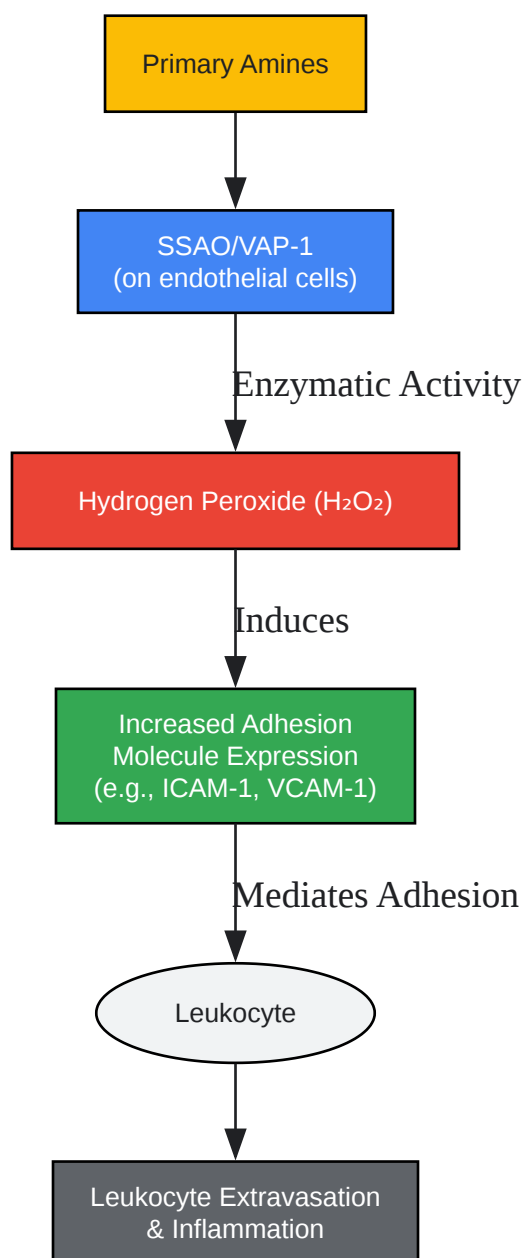 Primary Amines
SSAO/VAP-1
(on endothelial cells)
Enzymatic Activity
Hydrogen Peroxide (H₂O₂)
Induces
Increased Adhesion
Molecule Expression
(e.g., ICAM-1, VCAM-1)
Mediates Adhesion
Leukocyte
Leukocyte Extravasation
& Inflammation